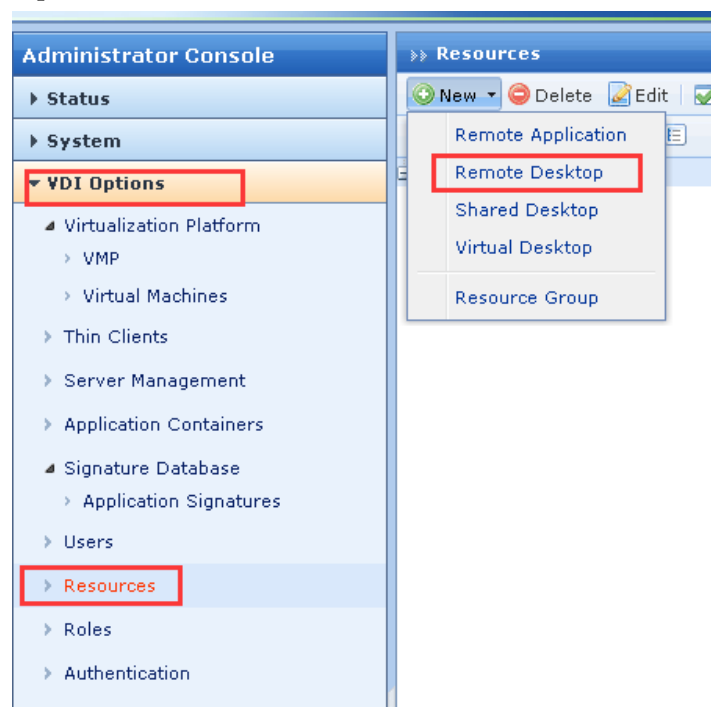 Administrator Console
Status
System
VDI Options
Virtualization Platform
VMP
Virtual Machines
Thin Clients
Server Management
Application Containers
Signature Database
Application Signatures
Users
Resources
Roles
Authentication
Resources
New Delete Edit
Remote Application
Remote Desktop
Shared Desktop
Virtual Desktop
Resource Group